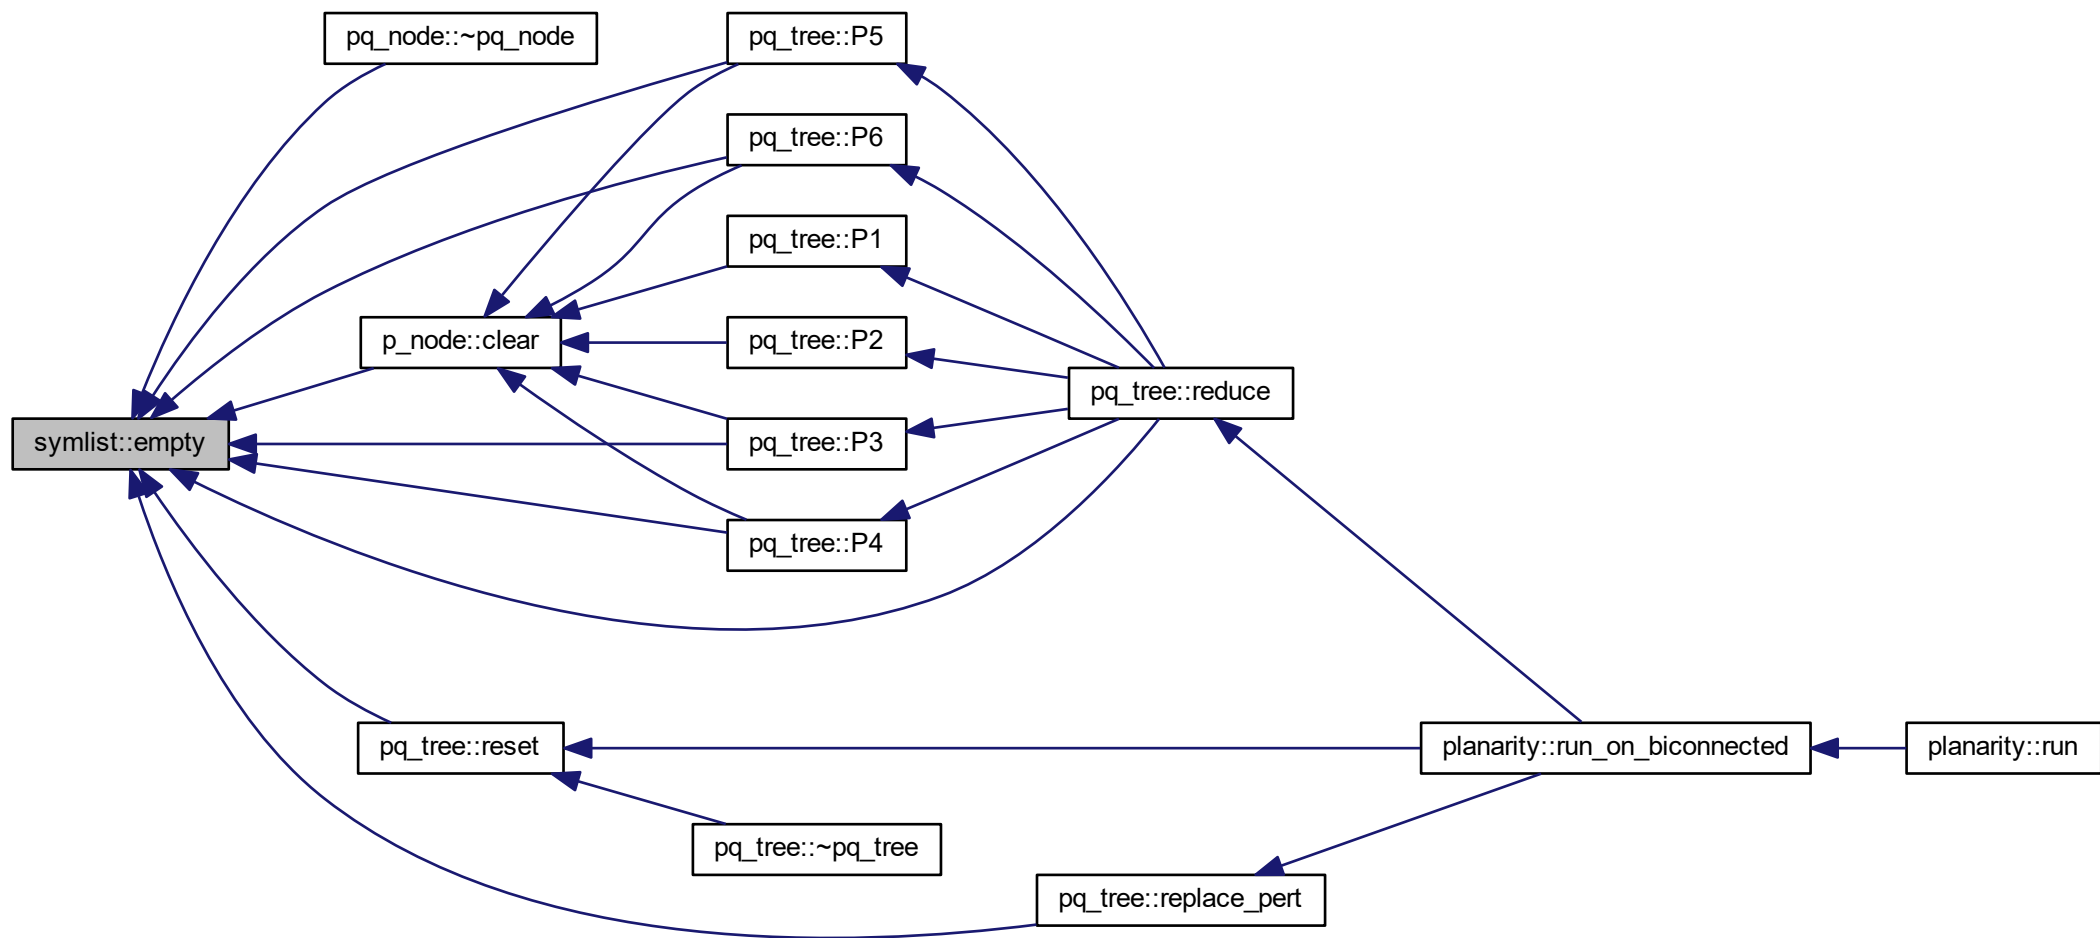 pq_node::~pq_node
pq_tree::P5
pq_tree::P6
pq_tree::P1
p_node::clear
pq_tree::P2
pq_tree::reduce
symlist::empty
pq_tree::P3
pq_tree::P4
pq_tree::reset
planarity::run_on_biconnected
planarity::run
pq_tree::~pq_tree
pq_tree::replace_pert